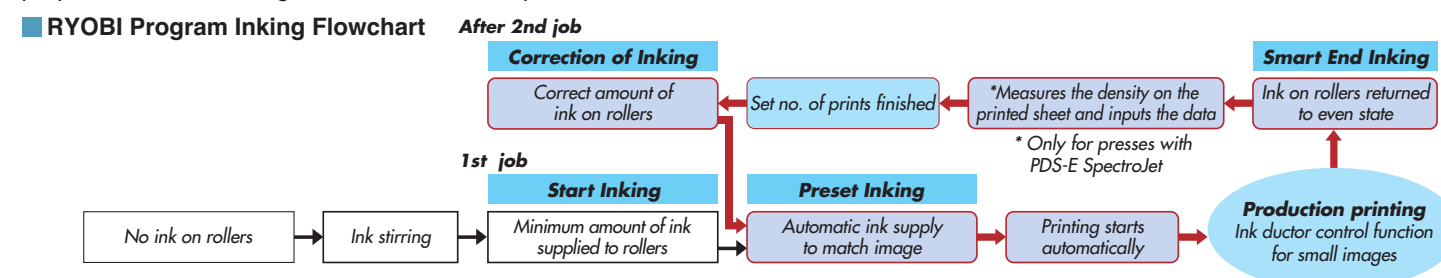 RYOBI Program Inking Flowchart
After 2nd job
Correction of Inking
Correct amount of
ink on rollers
Set no. of prints finished
*Measures the density on the
printed sheet and inputs the data
* Only for presses with
PDS-E SpectroJet
Smart End Inking
Ink on rollers returned
to even state
1st job
Start Inking
Preset Inking
No ink on rollers
Ink stirring
Minimum amount of ink
supplied to rollers
Automatic ink supply
to match image
Printing starts
automatically
Production printing
Ink ductor control function
for small images